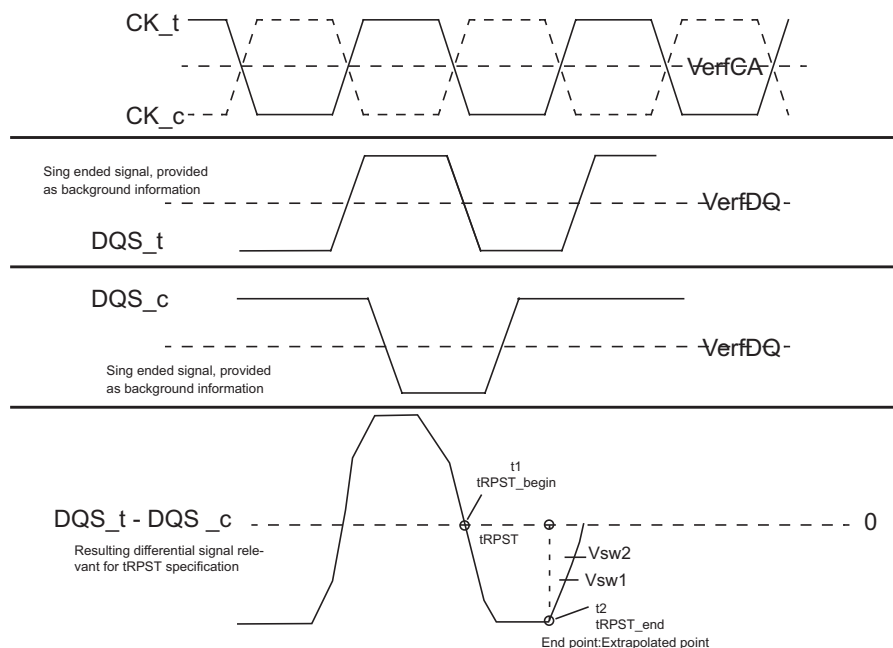 CK_t
VerfCA
CK_c
Sing ended signal, provided
as background information
VerfDQ
DQS_t
DQS_c
VerfDQ
Sing ended signal, provided
as background information
t1
tRPST_begin
DQS_t - DQS _c
0
Resulting differential signal rele-
vant for tRPST specification
tRPST
Vsw2
Vsw1
t2
tRPST_end
End point:Extrapolated point